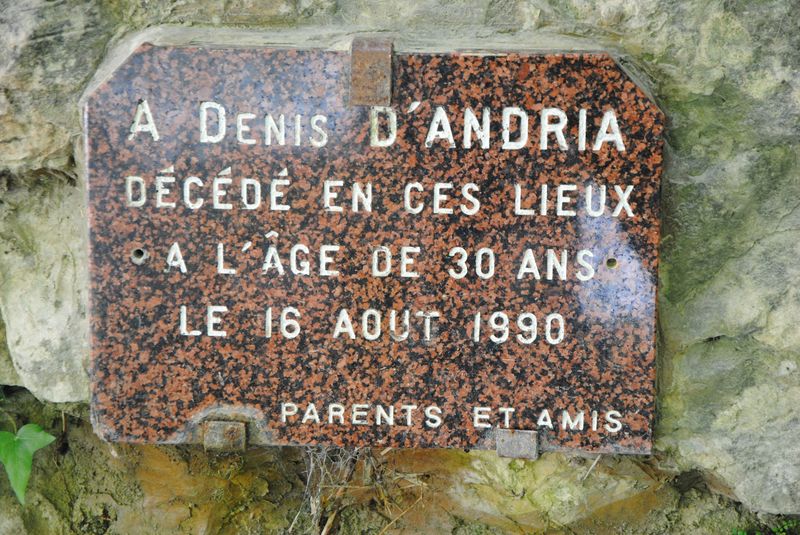 A DENIS D'ANDRIA
DÉCÉDÉ EN CES LIEUX
A L'ÂGE DE 30 ANS
LE 16 AOUT 1990
PARENTS ET AMIS